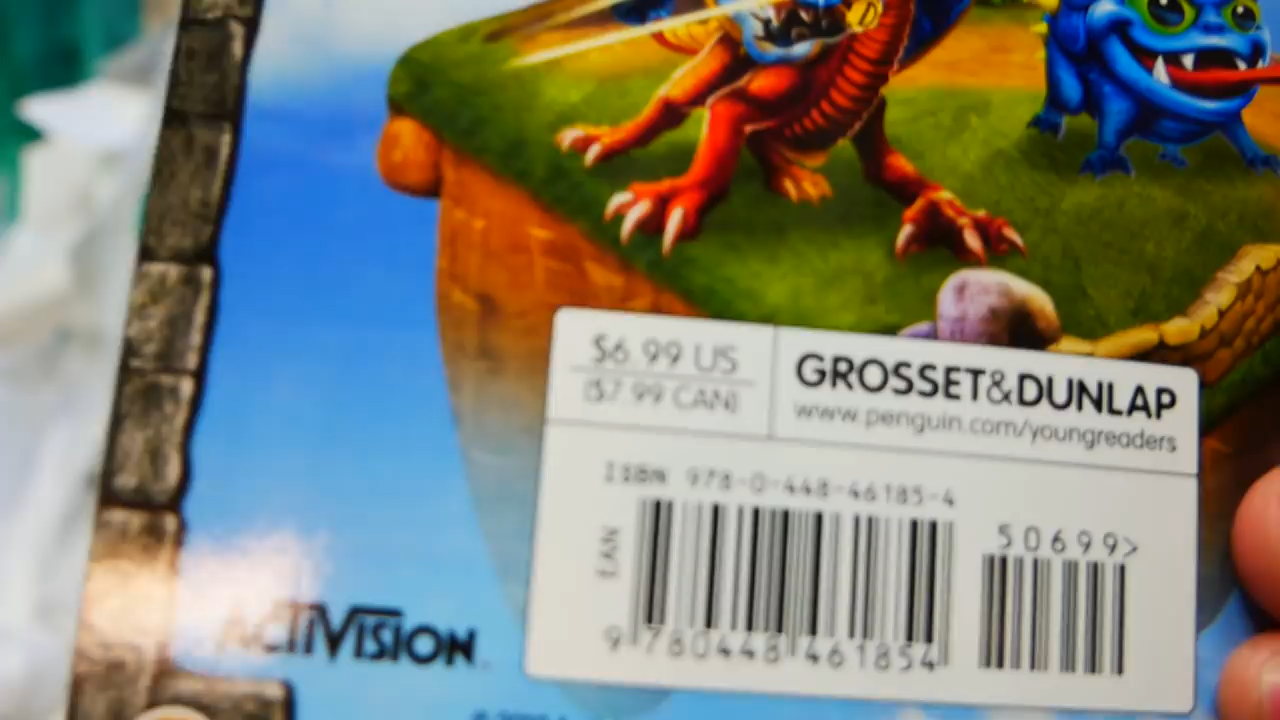 $6.99 US
($7.99 CAN)
GROSSET&DUNLAP
www.penguin.com/youngreaders
ISBN 978-0-448-46185-4
50699>
EAN
9 780448 461854
ACTIVISION
D